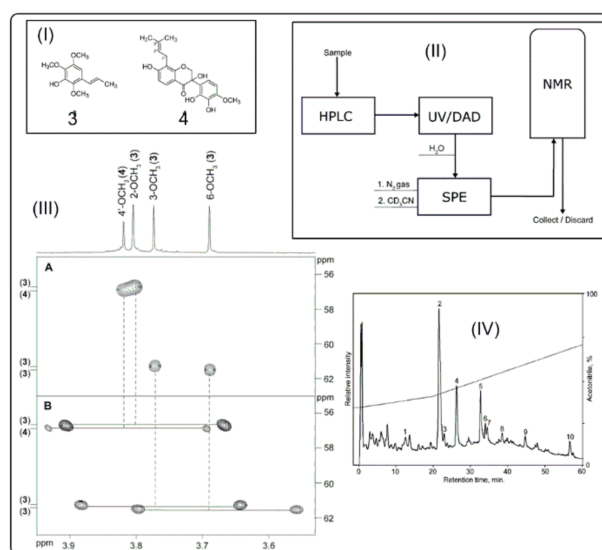 (I)
OCH₃
CH₃O
HO
OCH₃
3
H₃C
CH₃
HO
O
OH
O
HO
OH
OCH₃
4
(II)
Sample
HPLC
UV/DAD
NMR
H₂O
1. N₂ gas
2. CD₃CN
SPE
Collect / Discard
(III)
4'-OCH₃ (4)
2-OCH₃ (3)
3-OCH₃ (3)
6-OCH₃ (3)
ppm
A
(3)
(4)
(3)
(3)
56
58
60
62
B
(3)
(4)
(3)
(3)
56
58
60
62
ppm
3.9
3.8
3.7
3.6
(IV)
Relative intensity
Acetonitrile, %
100
0
1
2
3
4
5
6
7
8
9
10
0
10
20
30
40
50
60
Retention time, min.